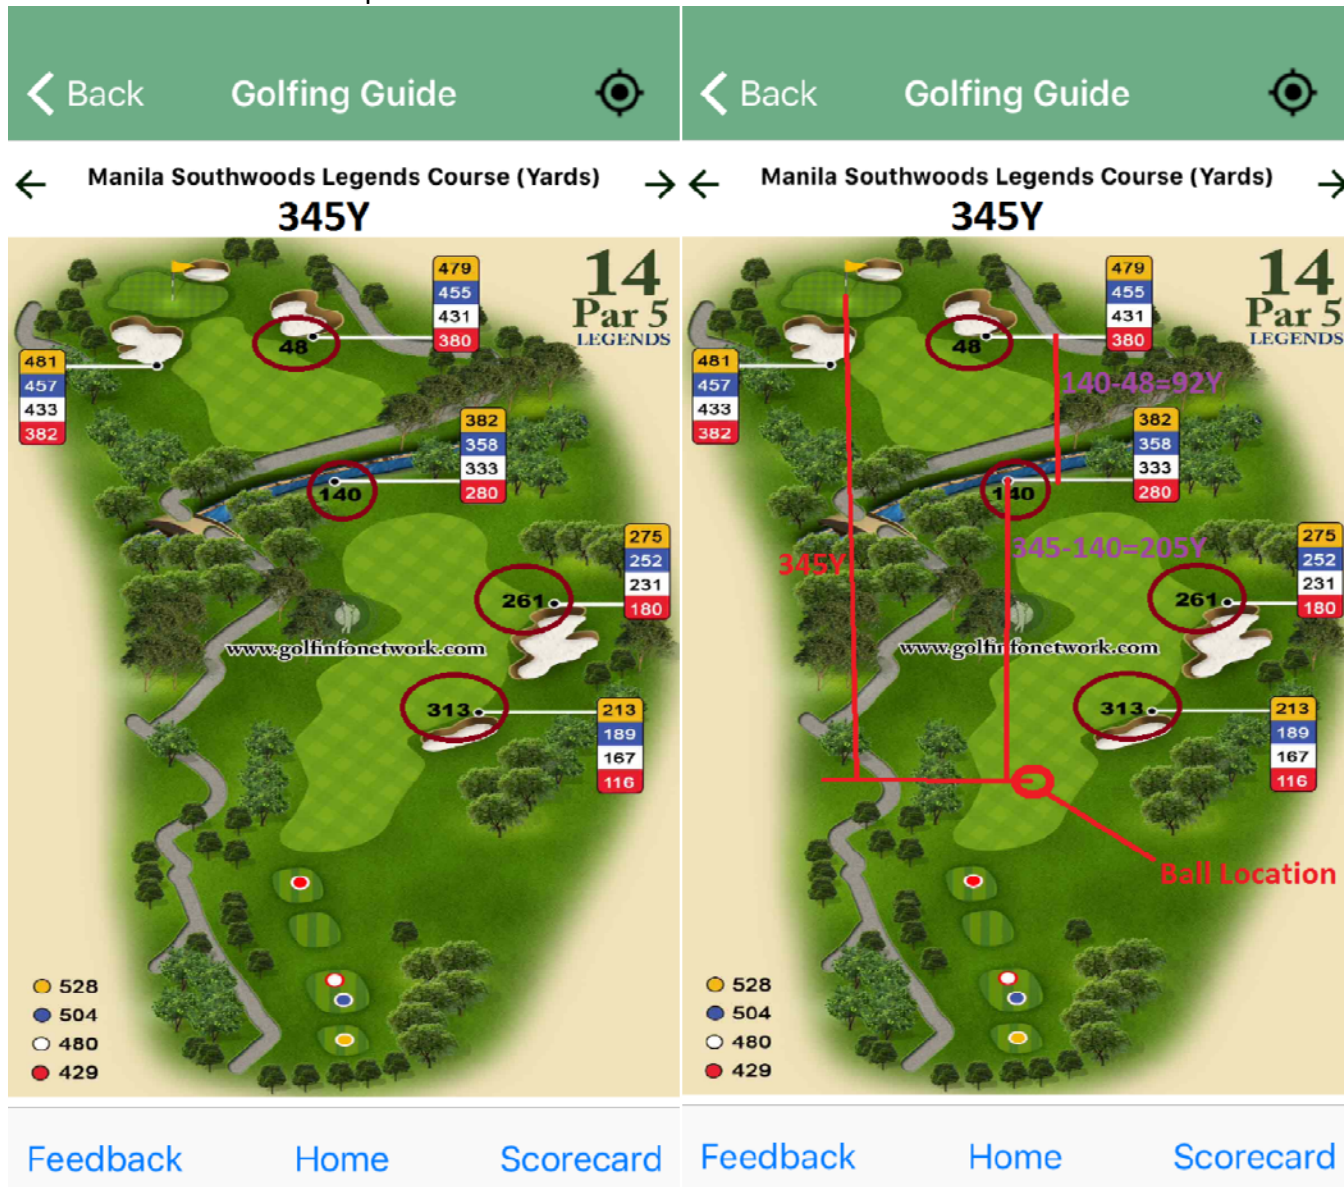 Back
Golfing Guide
Manila Southwoods Legends Course (Yards)
345Y
14
Par 5
LEGENDS
479
455
431
380
48
481
457
433
382
382
358
333
280
140
275
252
231
180
261
www.golfinfonetwork.com
313
213
189
167
116
528
504
480
429
Feedback
Home
Scorecard
Back
Golfing Guide
Manila Southwoods Legends Course (Yards)
345Y
14
Par 5
LEGENDS
479
455
431
380
48
481
457
433
382
140-48=92Y
382
358
333
280
140
345-140=205Y
345Y
275
252
231
180
261
www.golfinfonetwork.com
313
213
189
167
116
Ball Location
528
504
480
429
Feedback
Home
Scorecard